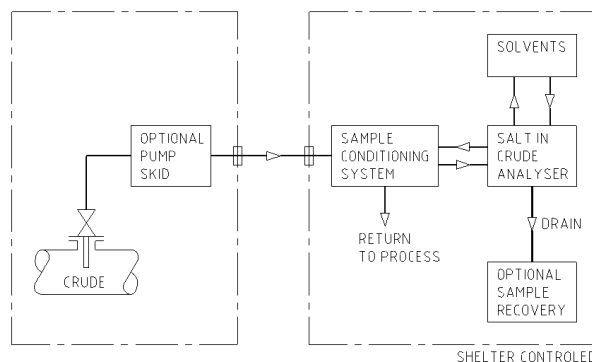 SOLVENTS
OPTIONAL
PUMP
SKID
SAMPLE
CONDITIONING
SYSTEM
SALT IN
CRUDE
ANALYSER
RETURN
TO PROCESS
DRAIN
CRUDE
OPTIONAL
SAMPLE
RECOVERY
SHELTER CONTROLED